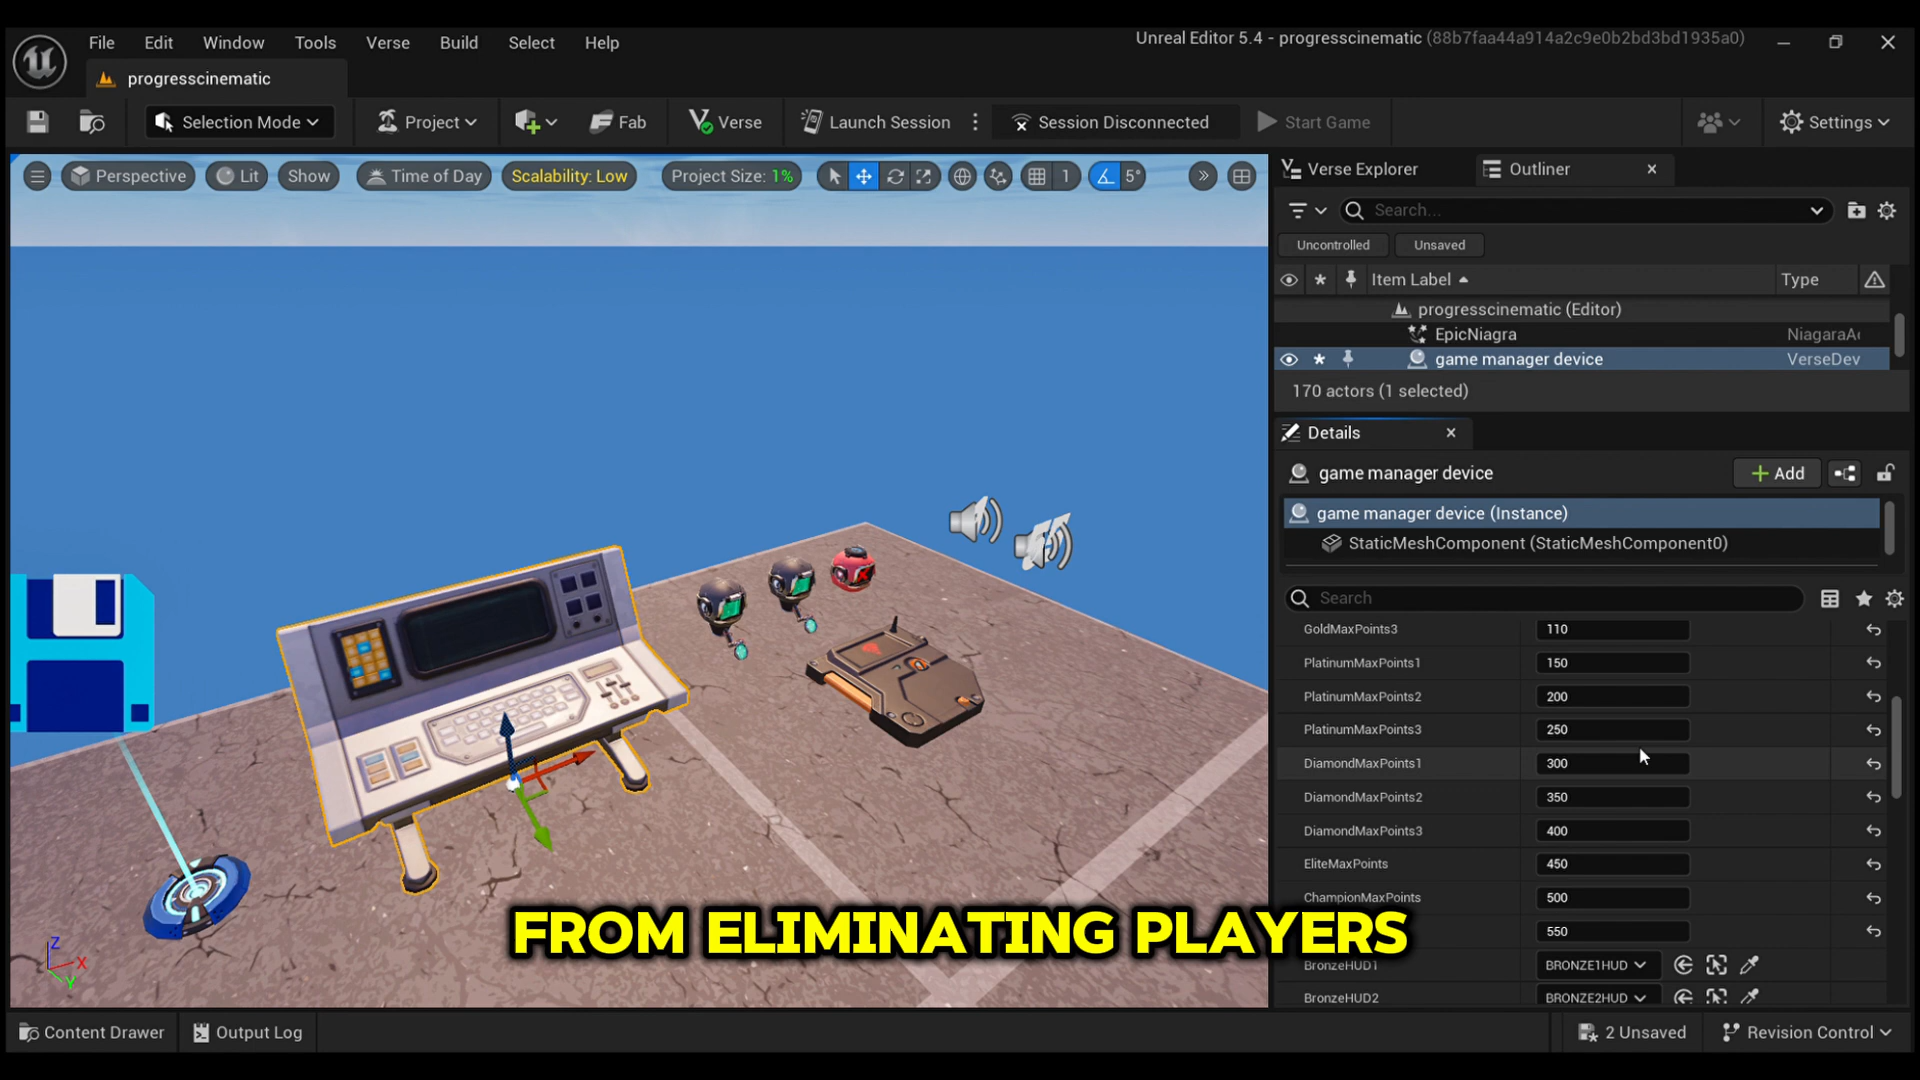 File Edit Window Tools Verse Build Select Help
Unreal Editor 5.4 - progresscinematic (88b7faa44a914a2c9e0b2bd3bd1935a0)
progresscinematic
Selection Mode Project Fab Verse Launch Session Session Disconnected Start Game Settings
Perspective Lit Show Time of Day Scalability: Low Project Size: 1% 1 5°
Verse Explorer Outliner
Search...
Uncontrolled Unsaved
Item Label Type
progresscinematic (Editor)
EpicNiagra NiagaraA
game manager device VerseDev
170 actors (1 selected)
Details
game manager device Add
game manager device (Instance)
StaticMeshComponent (StaticMeshComponent0)
Search
GoldMaxPoints3 110
PlatinumMaxPoints1 150
PlatinumMaxPoints2 200
PlatinumMaxPoints3 250
DiamondMaxPoints1 300
DiamondMaxPoints2 350
DiamondMaxPoints3 400
EliteMaxPoints 450
ChampionMaxPoints 500
550
BronzeHUD1 BRONZE1HUD
BronzeHUD2 BRONZE2HUD
FROM ELIMINATING PLAYERS
Z X Y
Content Drawer Output Log 2 Unsaved Revision Control